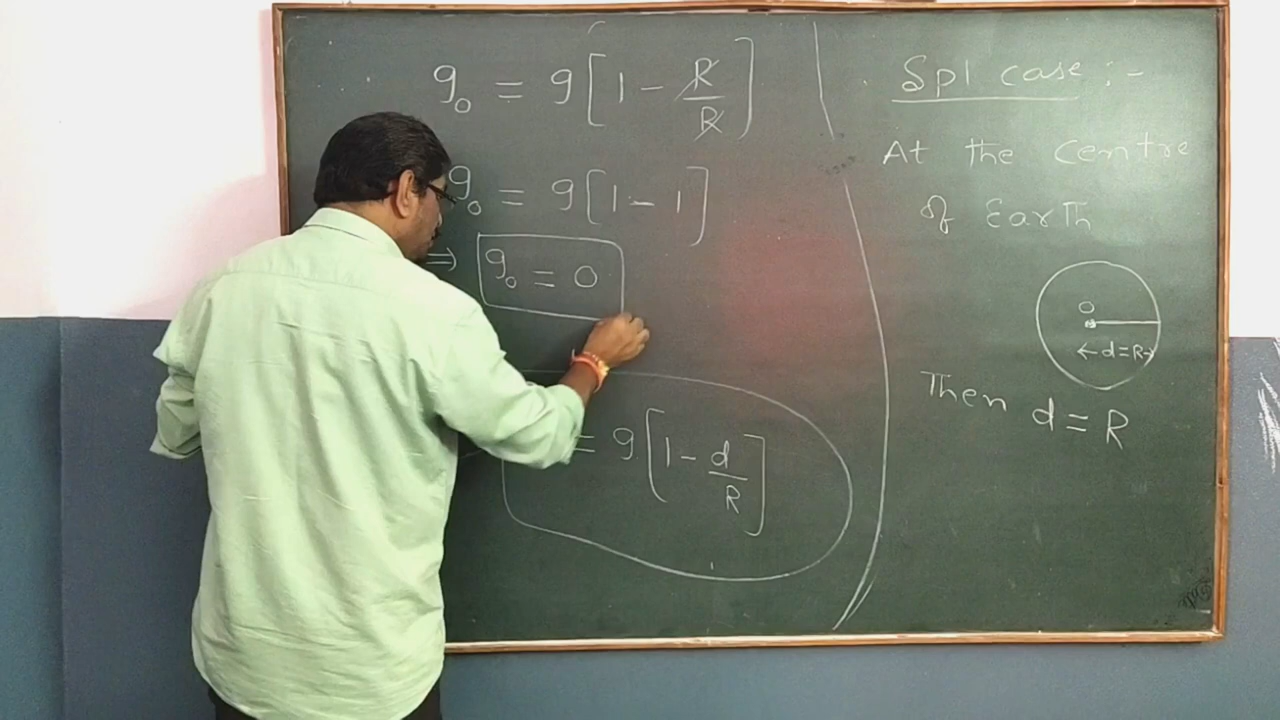 g₀ = g[1 - R/R]
g₀ = g[1 - 1]
⇒ g₀ = 0
= g[1 - d/R]
Spl case :-
At the centre
of Earth
O
← d=R→
Then d = R